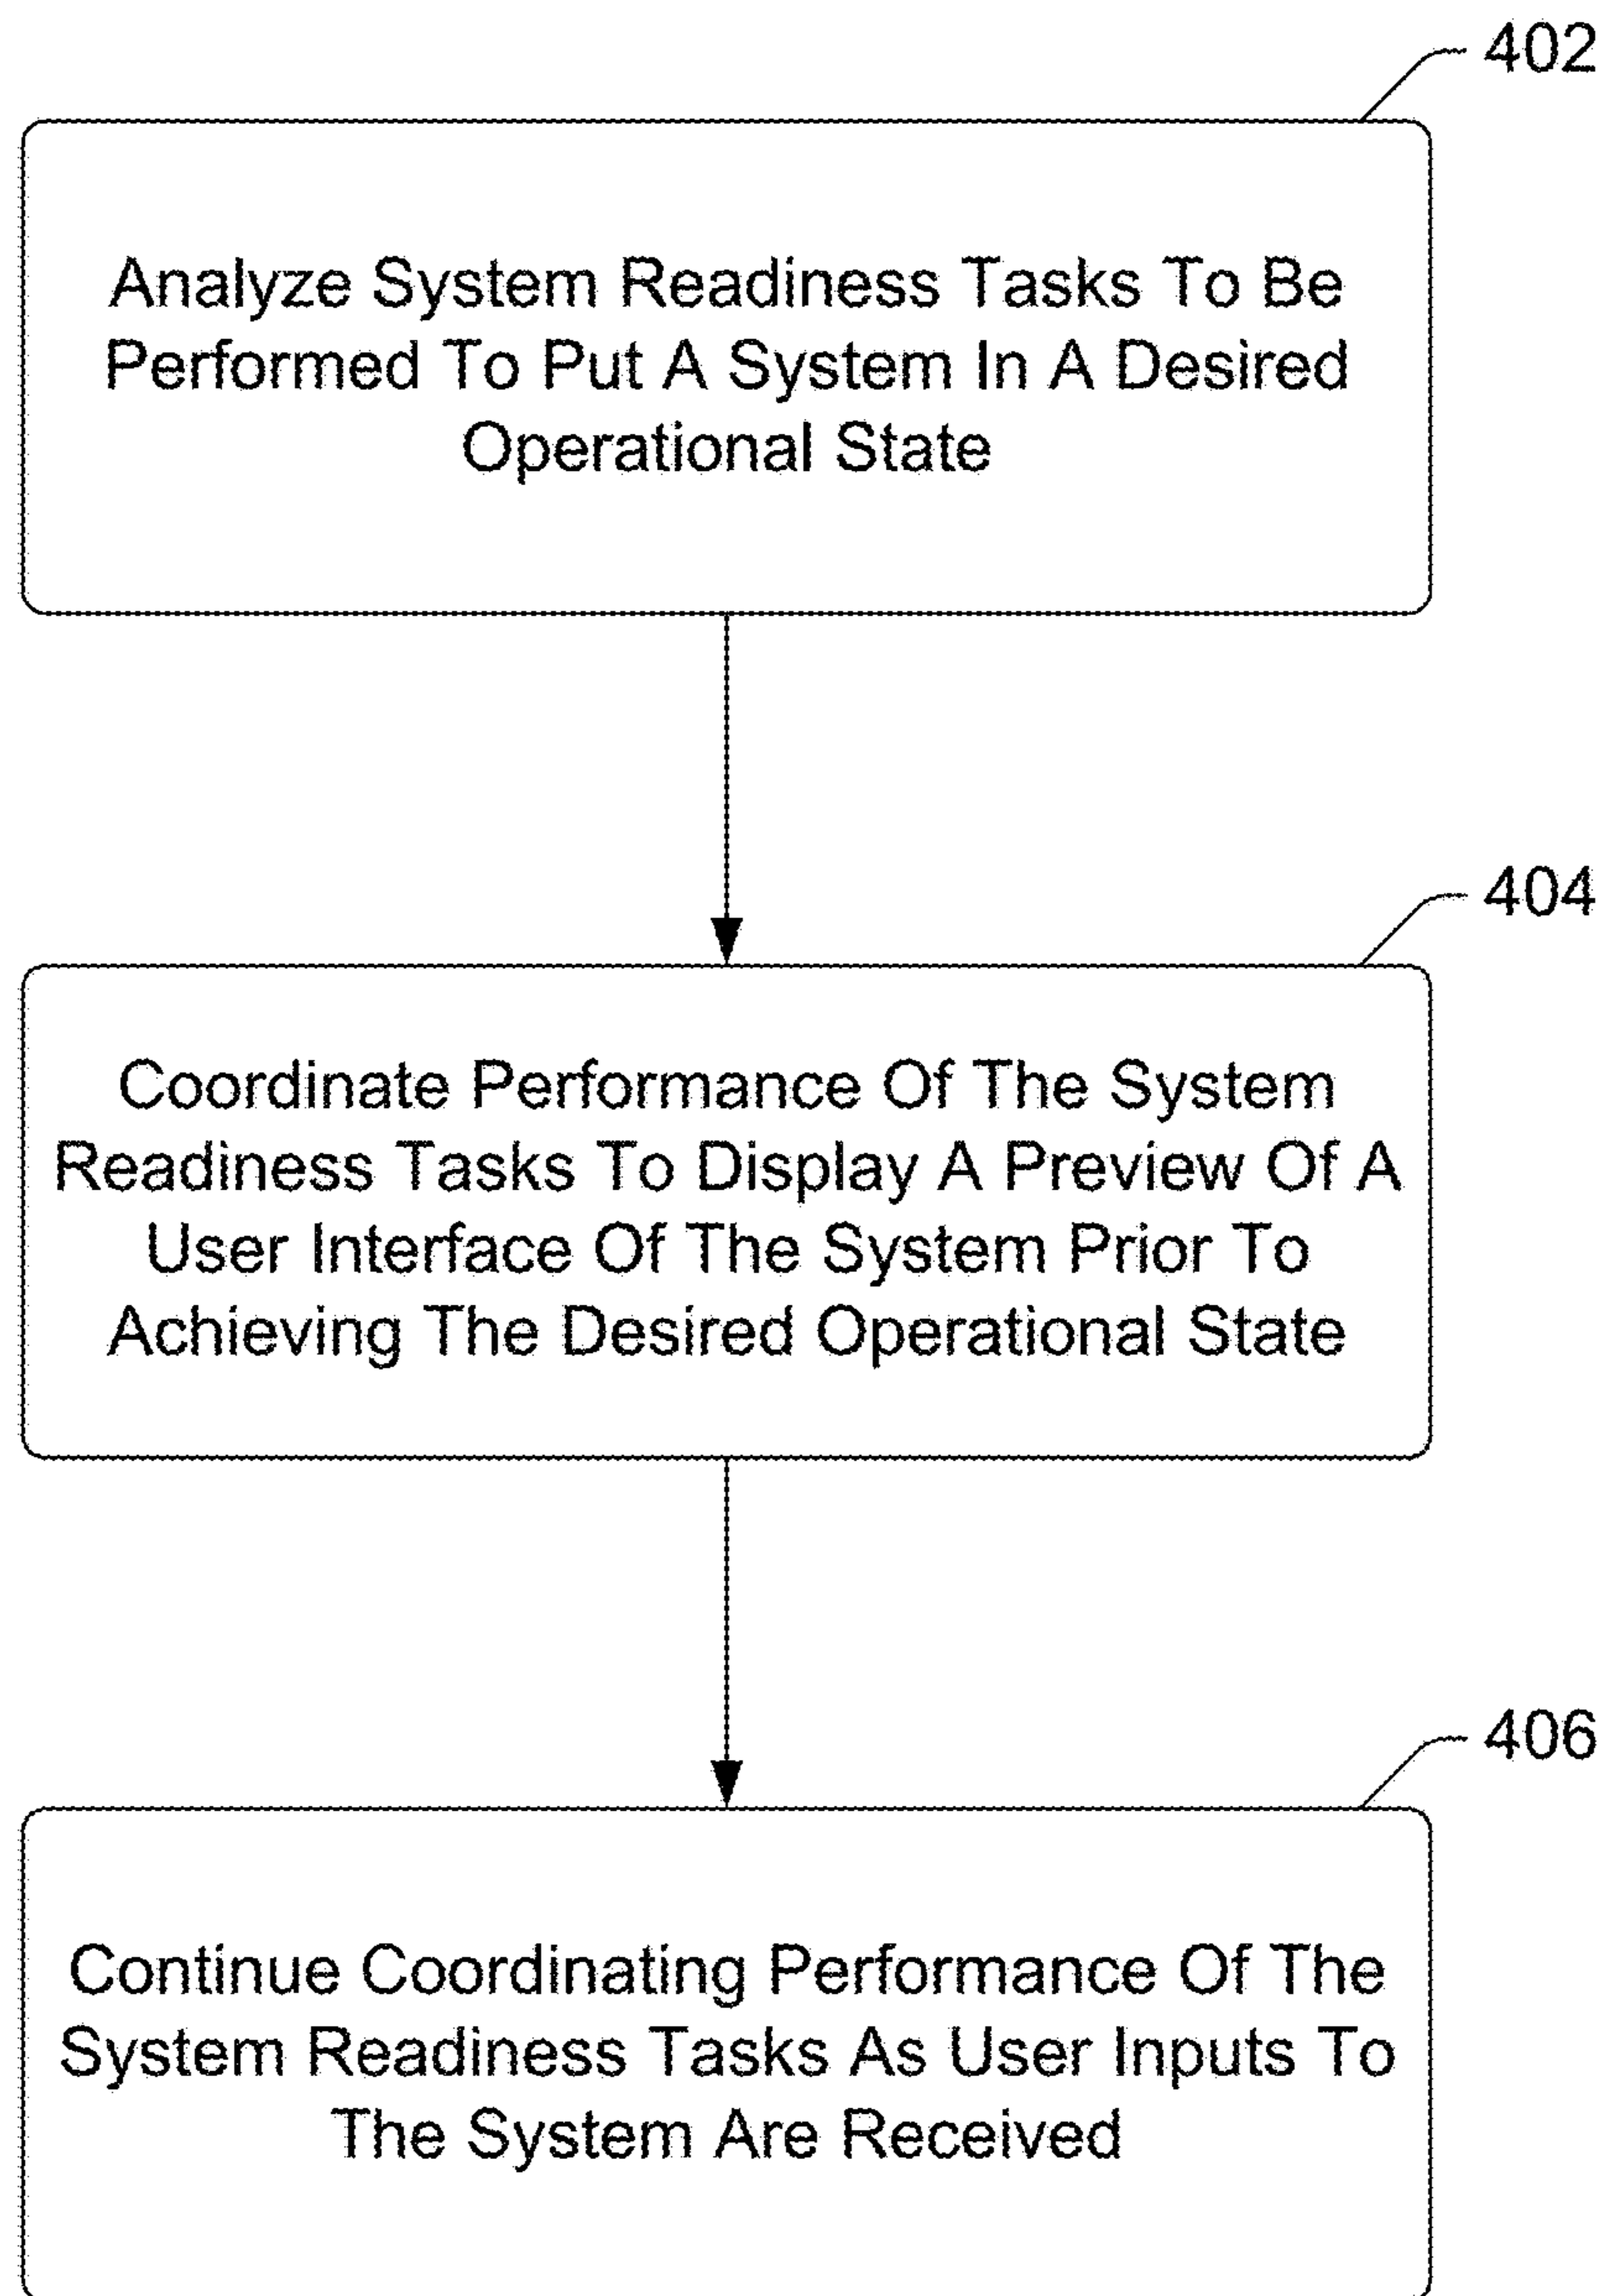 402
Analyze System Readiness Tasks To Be
Performed To Put A System In A Desired
Operational State
404
Coordinate Performance Of The System
Readiness Tasks To Display A Preview Of A
User Interface Of The System Prior To
Achieving The Desired Operational State
406
Continue Coordinating Performance Of The
System Readiness Tasks As User Inputs To
The System Are Received